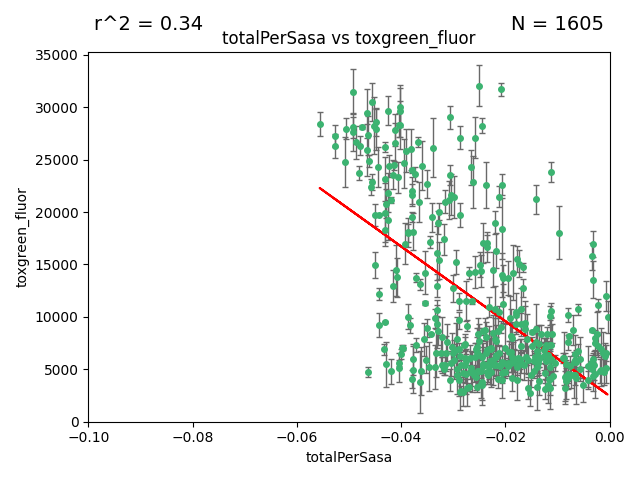 r^2 = 0.34
N = 1605
totalPerSasa vs toxgreen_fluor
35000
30000
25000
20000
15000
10000
5000
0
toxgreen_fluor
−0.10
−0.08
−0.06
−0.04
−0.02
0.00
totalPerSasa